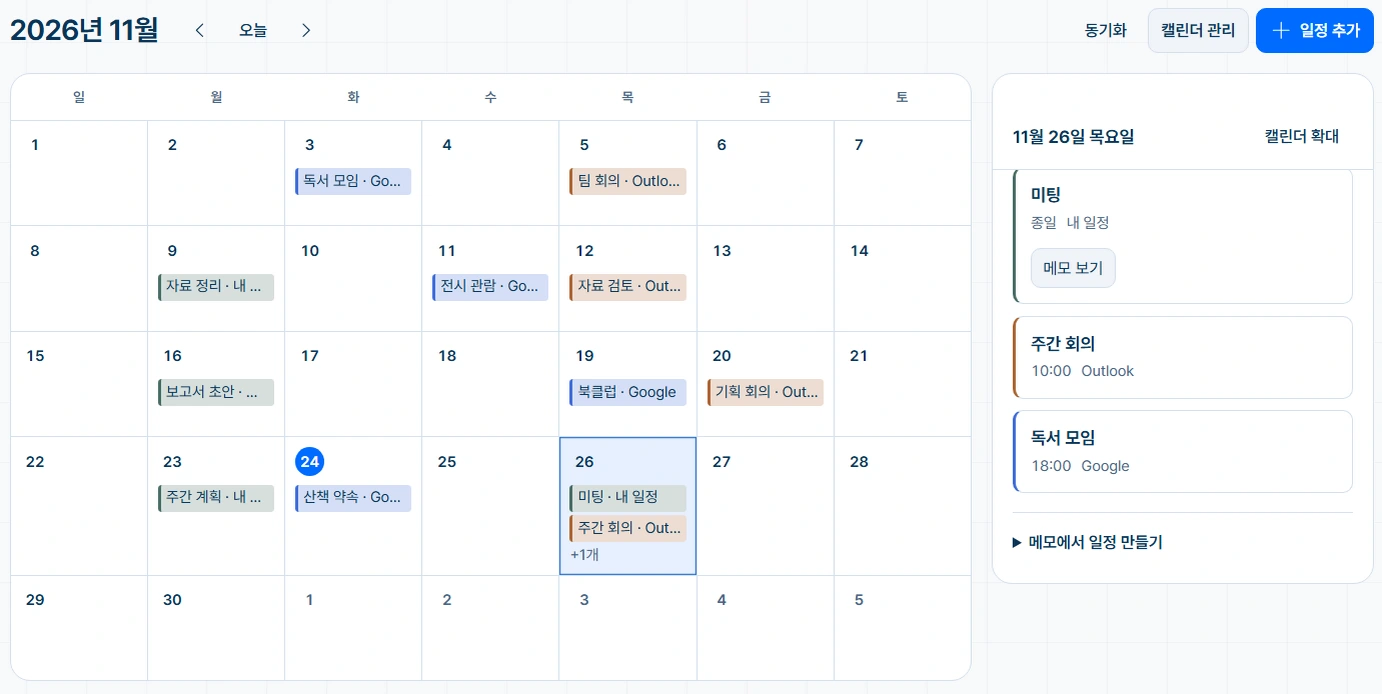 2026년 11월
오늘
동기화
캘린더 관리
일정 추가
일 월 화 수 목 금 토
1 2 3 4 5 6 7
독서 모임 · Go... 팀 회의 · Outlo...
8 9 10 11 12 13 14
자료 정리 · 내 ... 전시 관람 · Go... 자료 검토 · Out...
15 16 17 18 19 20 21
보고서 초안 · ... 북클럽 · Google 기획 회의 · Out...
22 23 24 25 26 27 28
주간 계획 · 내 ... 산책 약속 · Go... 미팅 · 내 일정
주간 회의 · Out...
+1개
29 30 1 2 3 4 5
11월 26일 목요일 캘린더 확대
미팅
종일 내 일정
메모 보기
주간 회의
10:00 Outlook
독서 모임
18:00 Google
메모에서 일정 만들기